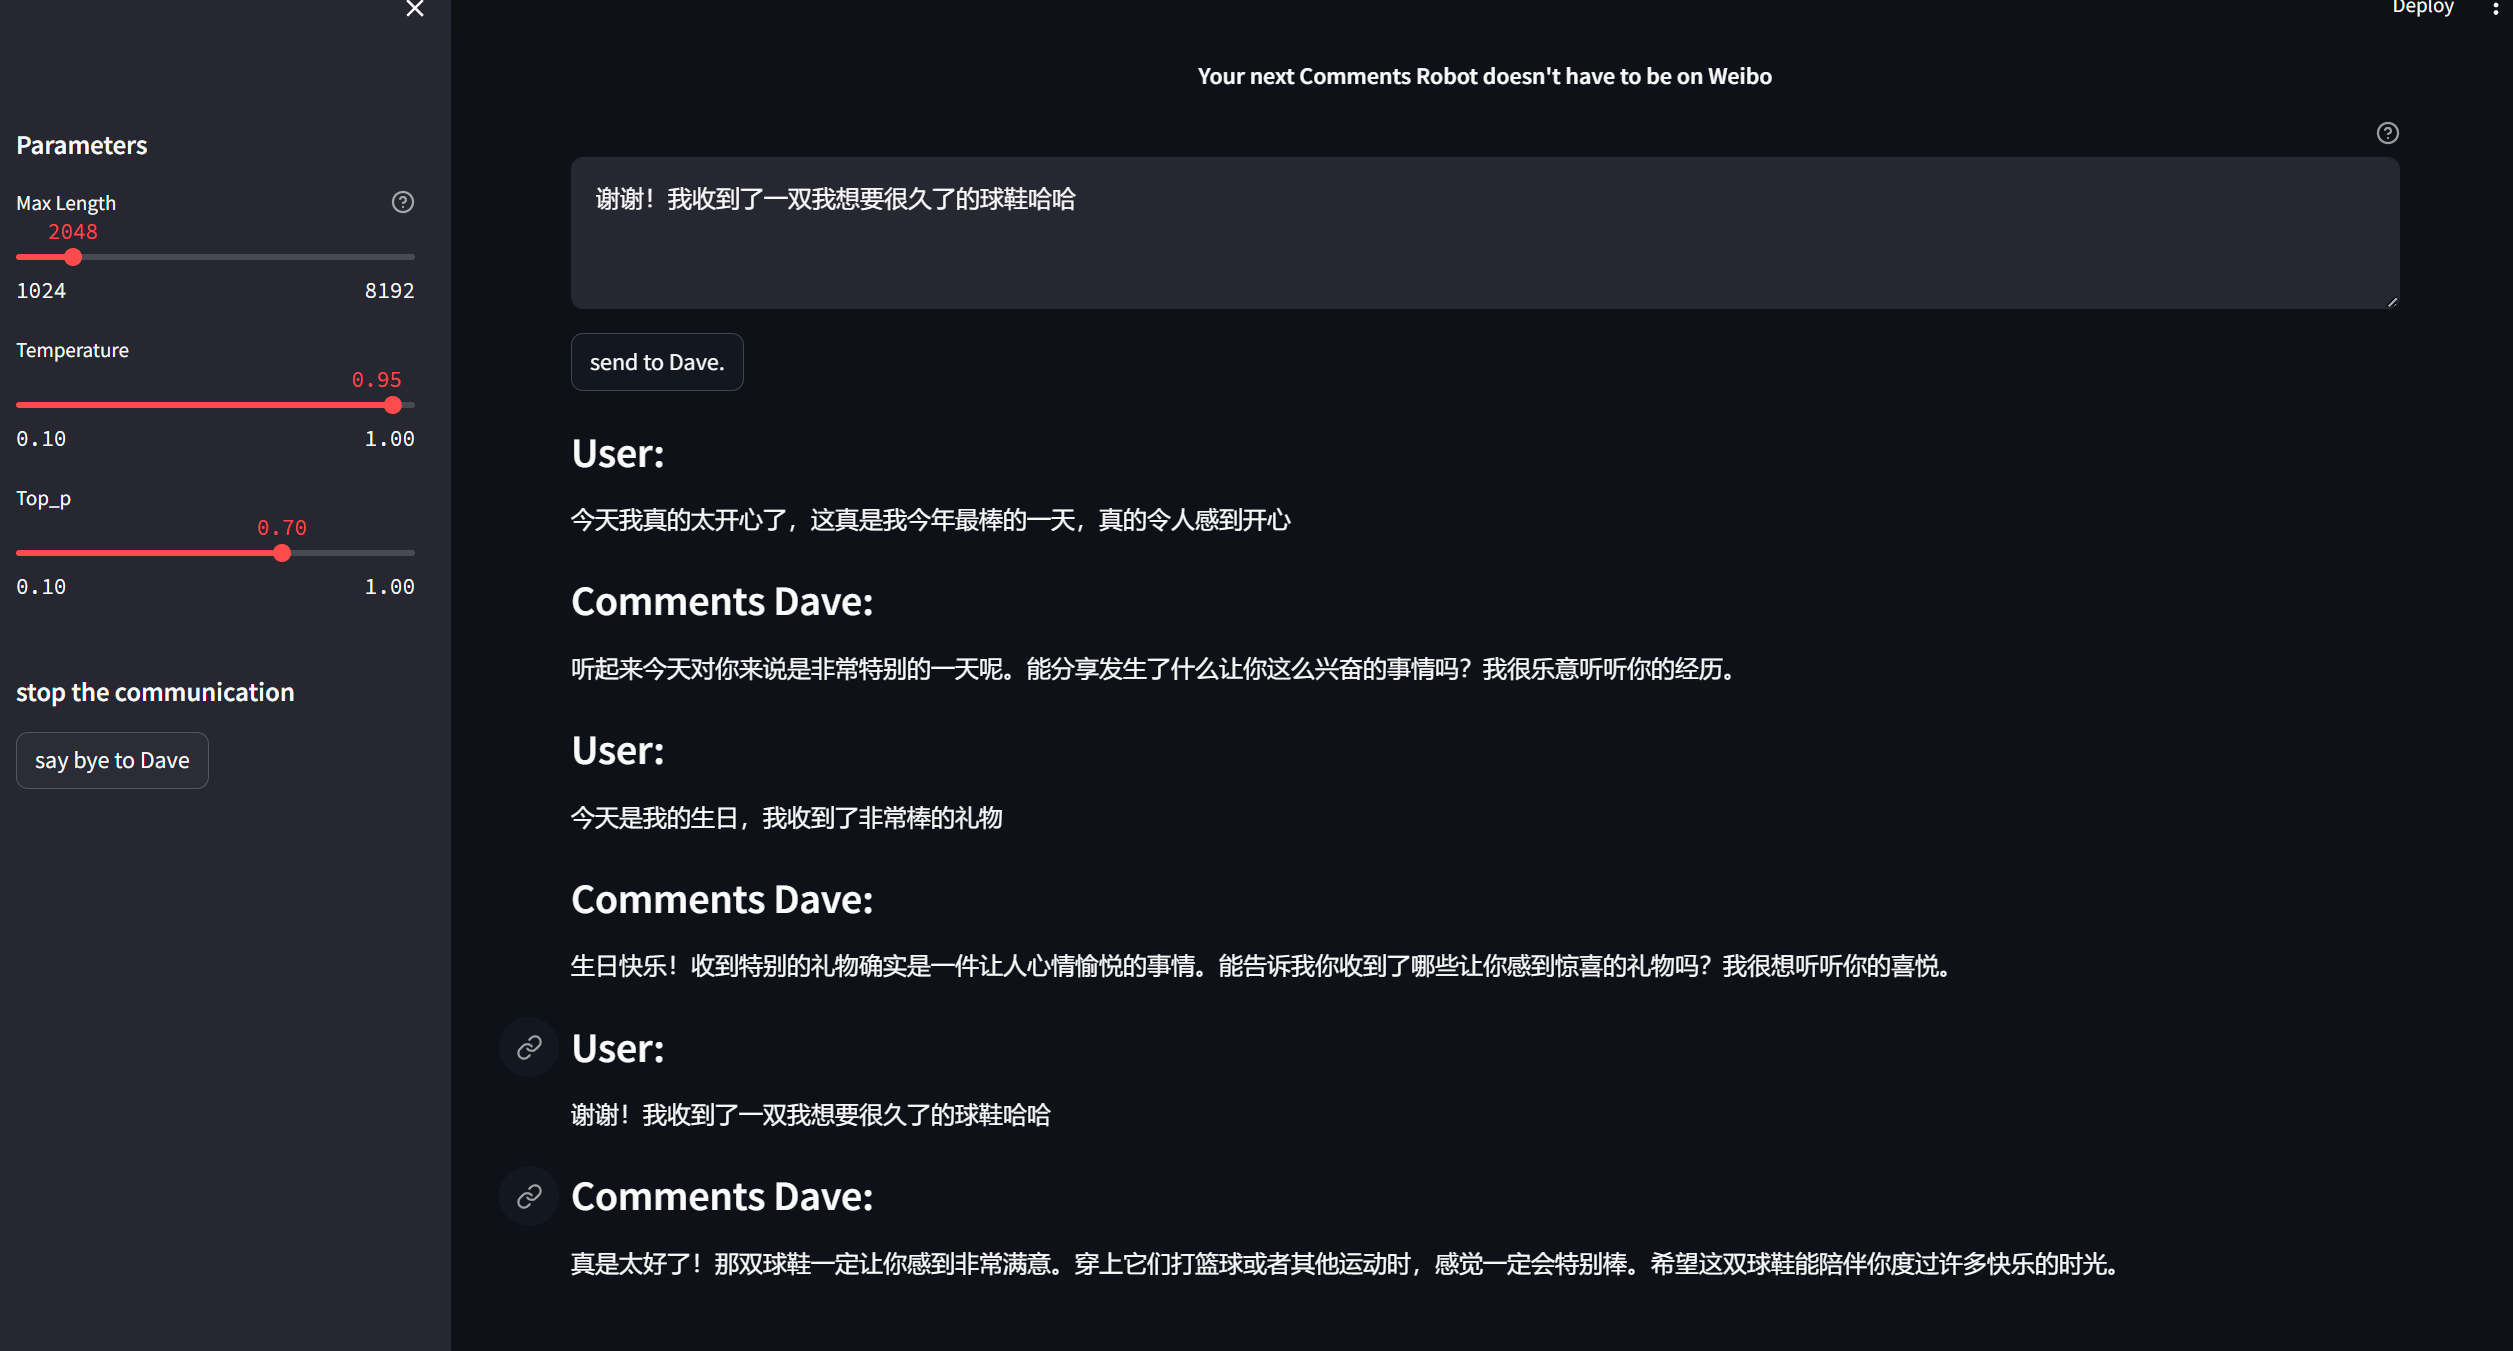 Parameters
Max Length
2048
1024 8192
Temperature
0.95
0.10 1.00
Top_p
0.70
0.10 1.00
stop the communication
say bye to Dave
Deploy
Your next Comments Robot doesn't have to be on Weibo
谢谢！我收到了一双我想要很久了的球鞋哈哈
send to Dave.
User:
今天我真的太开心了，这真是我今年最棒的一天，真的令人感到开心
Comments Dave:
听起来今天对你来说是非常特别的一天呢。能分享发生了什么让你这么兴奋的事情吗？我很乐意听听你的经历。
User:
今天是我的生日，我收到了非常棒的礼物
Comments Dave:
生日快乐！收到特别的礼物确实是一件让人心情愉悦的事情。能告诉我你收到了哪些让你感到惊喜的礼物吗？我很想听听你的喜悦。
User:
谢谢！我收到了一双我想要很久了的球鞋哈哈
Comments Dave:
真是太好了！那双球鞋一定让你感到非常满意。穿上它们打篮球或者其他运动时，感觉一定会特别棒。希望这双球鞋能陪伴你度过许多快乐的时光。